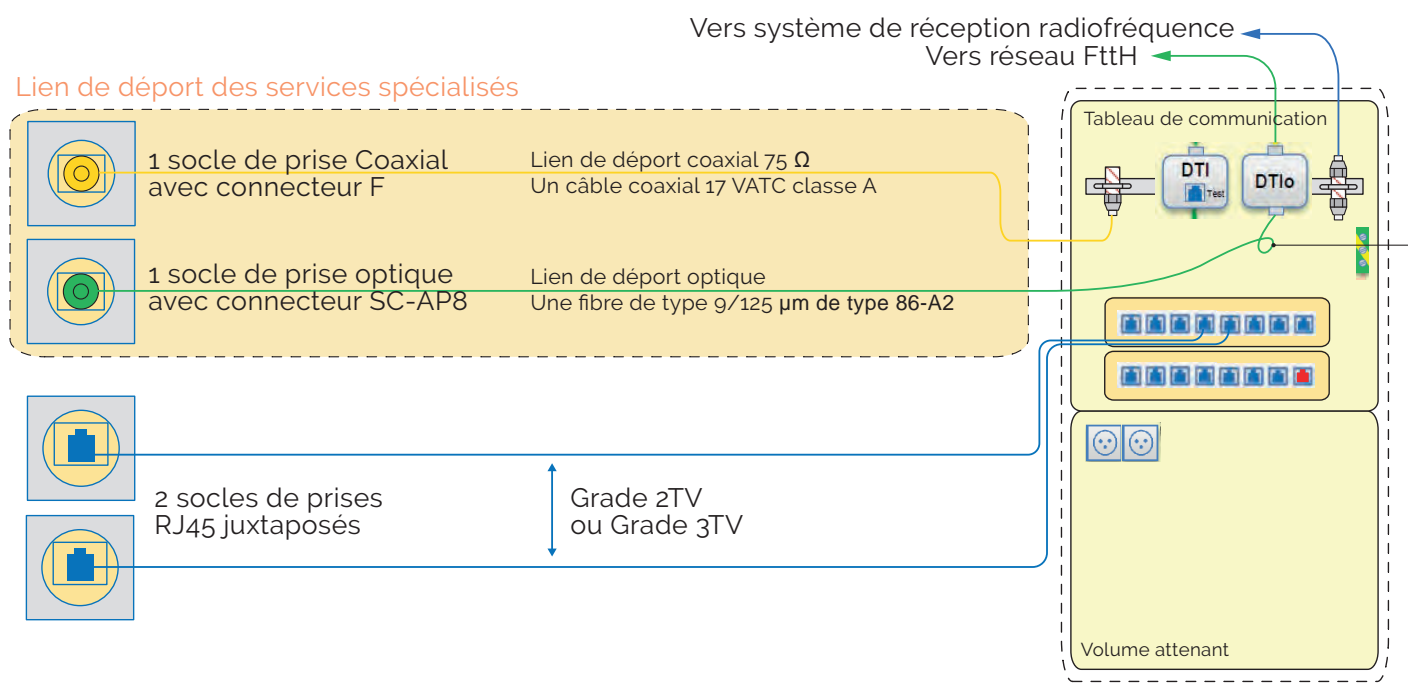 Vers système de réception radiofréquence
Vers réseau FttH
Lien de déport des services spécialisés
Tableau de communication
1 socle de prise Coaxial
avec connecteur F
Lien de déport coaxial 75 Ω
Un câble coaxial 17 VATC classe A
DTI
Test
DTIo
1 socle de prise optique
avec connecteur SC-AP8
Lien de déport optique
Une fibre de type 9/125 µm de type 86-A2
2 socles de prises
RJ45 juxtaposés
Grade 2TV
ou Grade 3TV
Volume attenant